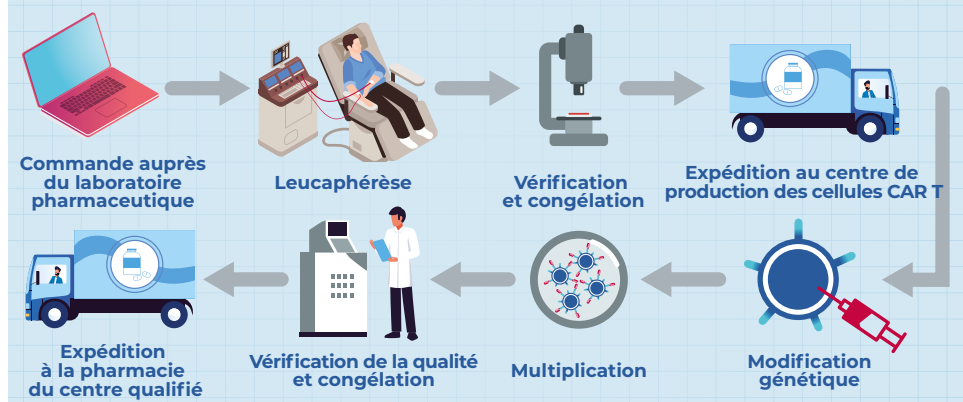 Commande auprès
du laboratoire
pharmaceutique
Leucaphérèse
Vérification
et congélation
Expédition au centre de
production des cellules CAR T
Modification
génétique
Multiplication
Vérification de la qualité
et congélation
Expédition
à la pharmacie
du centre qualifié